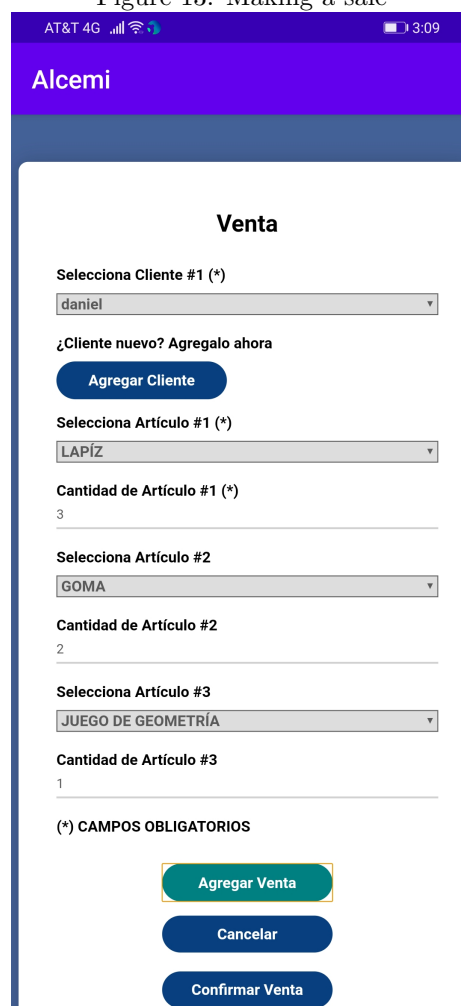 Figure 13: Making a sale
AT&T 4G 3:09
Alcemi
Venta
Selecciona Cliente #1 (*)
daniel
¿Cliente nuevo? Agregalo ahora
Agregar Cliente
Selecciona Artículo #1 (*)
LAPÍZ
Cantidad de Artículo #1 (*)
3
Selecciona Artículo #2
GOMA
Cantidad de Artículo #2
2
Selecciona Artículo #3
JUEGO DE GEOMETRÍA
Cantidad de Artículo #3
1
(*) CAMPOS OBLIGATORIOS
Agregar Venta
Cancelar
Confirmar Venta